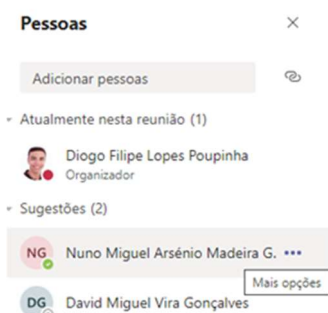 Pessoas
Adicionar pessoas
Atualmente nesta reunião (1)
Diogo Filipe Lopes Poupinha
Organizador
Sugestões (2)
NG Nuno Miguel Arsénio Madeira G.
Mais opções
DG David Miguel Vira Gonçalves